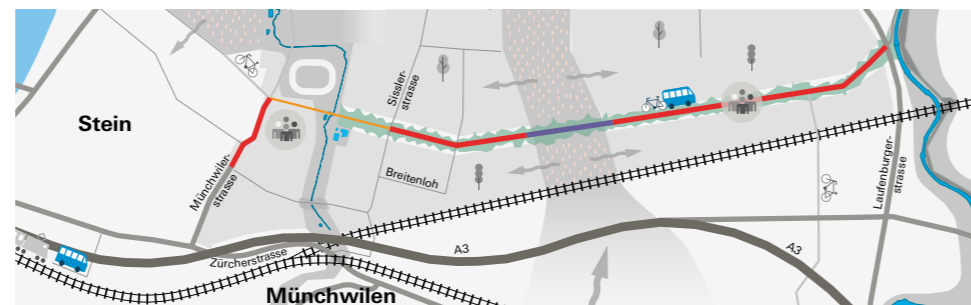 Stein
Sissler-
strasse
Münchwiler-
strasse
Breitenloh
Laufenburger-
strasse
Zürcherstrasse
A3
A3
Münchwilen